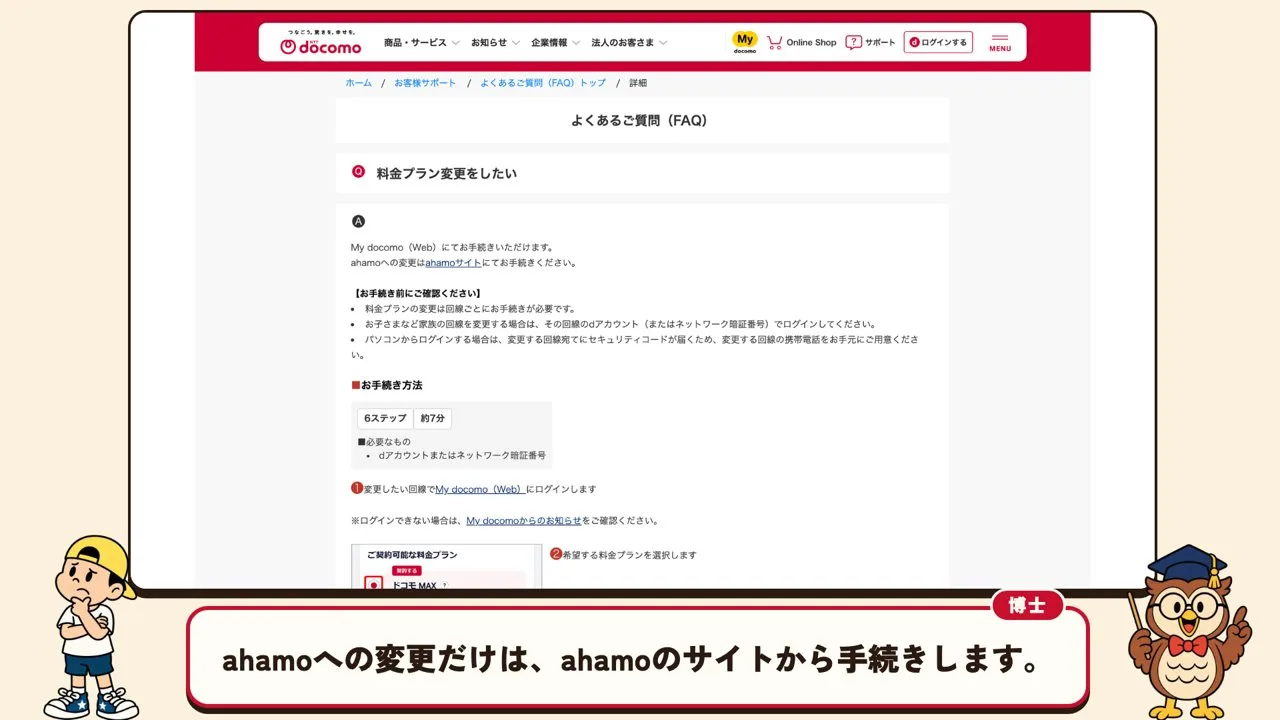 つなごう。驚きを。幸せを。
NTT
döcomo
商品・サービス
お知らせ
企業情報
法人のお客さま
My
docomo
Online Shop
サポート
ログインする
MENU
ホーム / お客様サポート / よくあるご質問（FAQ）トップ / 詳細
よくあるご質問（FAQ）
Q 料金プラン変更をしたい
A
My docomo（Web）にてお手続きいただけます。
ahamoへの変更はahamoサイトにてお手続きください。
【お手続き前にご確認ください】
• 料金プランの変更は回線ごとにお手続きが必要です。
• お子さまなど家族の回線を変更する場合は、その回線のdアカウント（またはネットワーク暗証番号）でログインしてください。
• パソコンからログインする場合は、変更する回線宛てにセキュリティコードが届くため、変更する回線の携帯電話をお手元にご用意くださ
い。
■お手続き方法
6ステップ 約7分
■必要なもの
• dアカウントまたはネットワーク暗証番号
1変更したい回線でMy docomo（Web）にログインします
※ログインできない場合は、My docomoからのお知らせをご確認ください。
ご契約可能な料金プラン
2希望する料金プランを選択します
契約する
ドコモ MAX ?
博士
ahamoへの変更だけは、ahamoのサイトから手続きします。